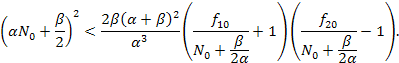 (αN₀ + β/2)² < 2β(α + β)²/α³ (f₁₀/(N₀ + β/2α) + 1) (f₂₀/(N₀ + β/2α) − 1).